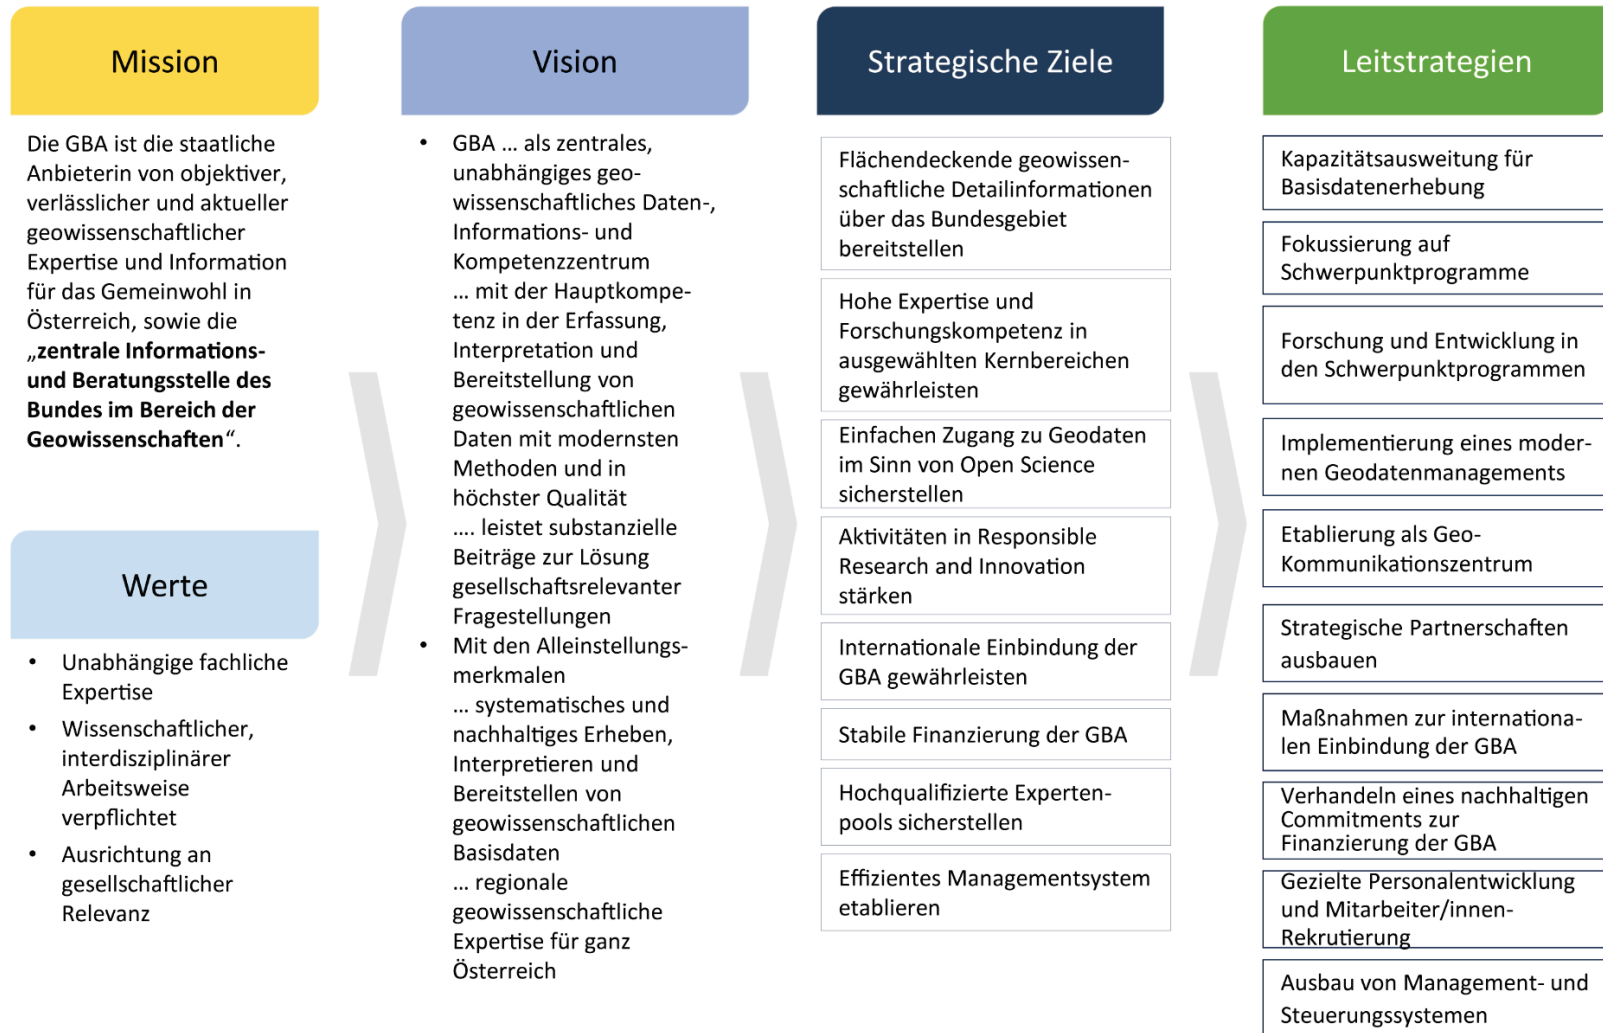 Mission
Die GBA ist die staatliche
Anbieterin von objektiver,
verlässlicher und aktueller
geowissenschaftlicher
Expertise und Information
für das Gemeinwohl in
Österreich, sowie die
„zentrale Informations-
und Beratungsstelle des
Bundes im Bereich der
Geowissenschaften“.
Werte
• Unabhängige fachliche
Expertise
• Wissenschaftlicher,
interdisziplinärer
Arbeitsweise
verpflichtet
• Ausrichtung an
gesellschaftlicher
Relevanz
Vision
• GBA ... als zentrales,
unabhängiges geo-
wissenschaftliches Daten-,
Informations- und
Kompetenzzentrum
... mit der Hauptkompe-
tenz in der Erfassung,
Interpretation und
Bereitstellung von
geowissenschaftlichen
Daten mit modernsten
Methoden und in
höchster Qualität
.... leistet substanzielle
Beiträge zur Lösung
gesellschaftsrelevanter
Fragestellungen
• Mit den Alleinstellungs-
merkmalen
... systematisches und
nachhaltiges Erheben,
Interpretieren und
Bereitstellen von
geowissenschaftlichen
Basisdaten
... regionale
geowissenschaftliche
Expertise für ganz
Österreich
Strategische Ziele
Flächendeckende geowissen-
schaftliche Detailinformationen
über das Bundesgebiet
bereitstellen
Hohe Expertise und
Forschungskompetenz in
ausgewählten Kernbereichen
gewährleisten
Einfachen Zugang zu Geodaten
im Sinn von Open Science
sicherstellen
Aktivitäten in Responsible
Research and Innovation
stärken
Internationale Einbindung der
GBA gewährleisten
Stabile Finanzierung der GBA
Hochqualifizierte Experten-
pools sicherstellen
Effizientes Managementsystem
etablieren
Leitstrategien
Kapazitätsausweitung für
Basisdatenerhebung
Fokussierung auf
Schwerpunktprogramme
Forschung und Entwicklung in
den Schwerpunktprogrammen
Implementierung eines moder-
nen Geodatenmanagements
Etablierung als Geo-
Kommunikationszentrum
Strategische Partnerschaften
ausbauen
Maßnahmen zur internationa-
len Einbindung der GBA
Verhandeln eines nachhaltigen
Commitments zur
Finanzierung der GBA
Gezielte Personalentwicklung
und Mitarbeiter/innen-
Rekrutierung
Ausbau von Management- und
Steuerungssystemen